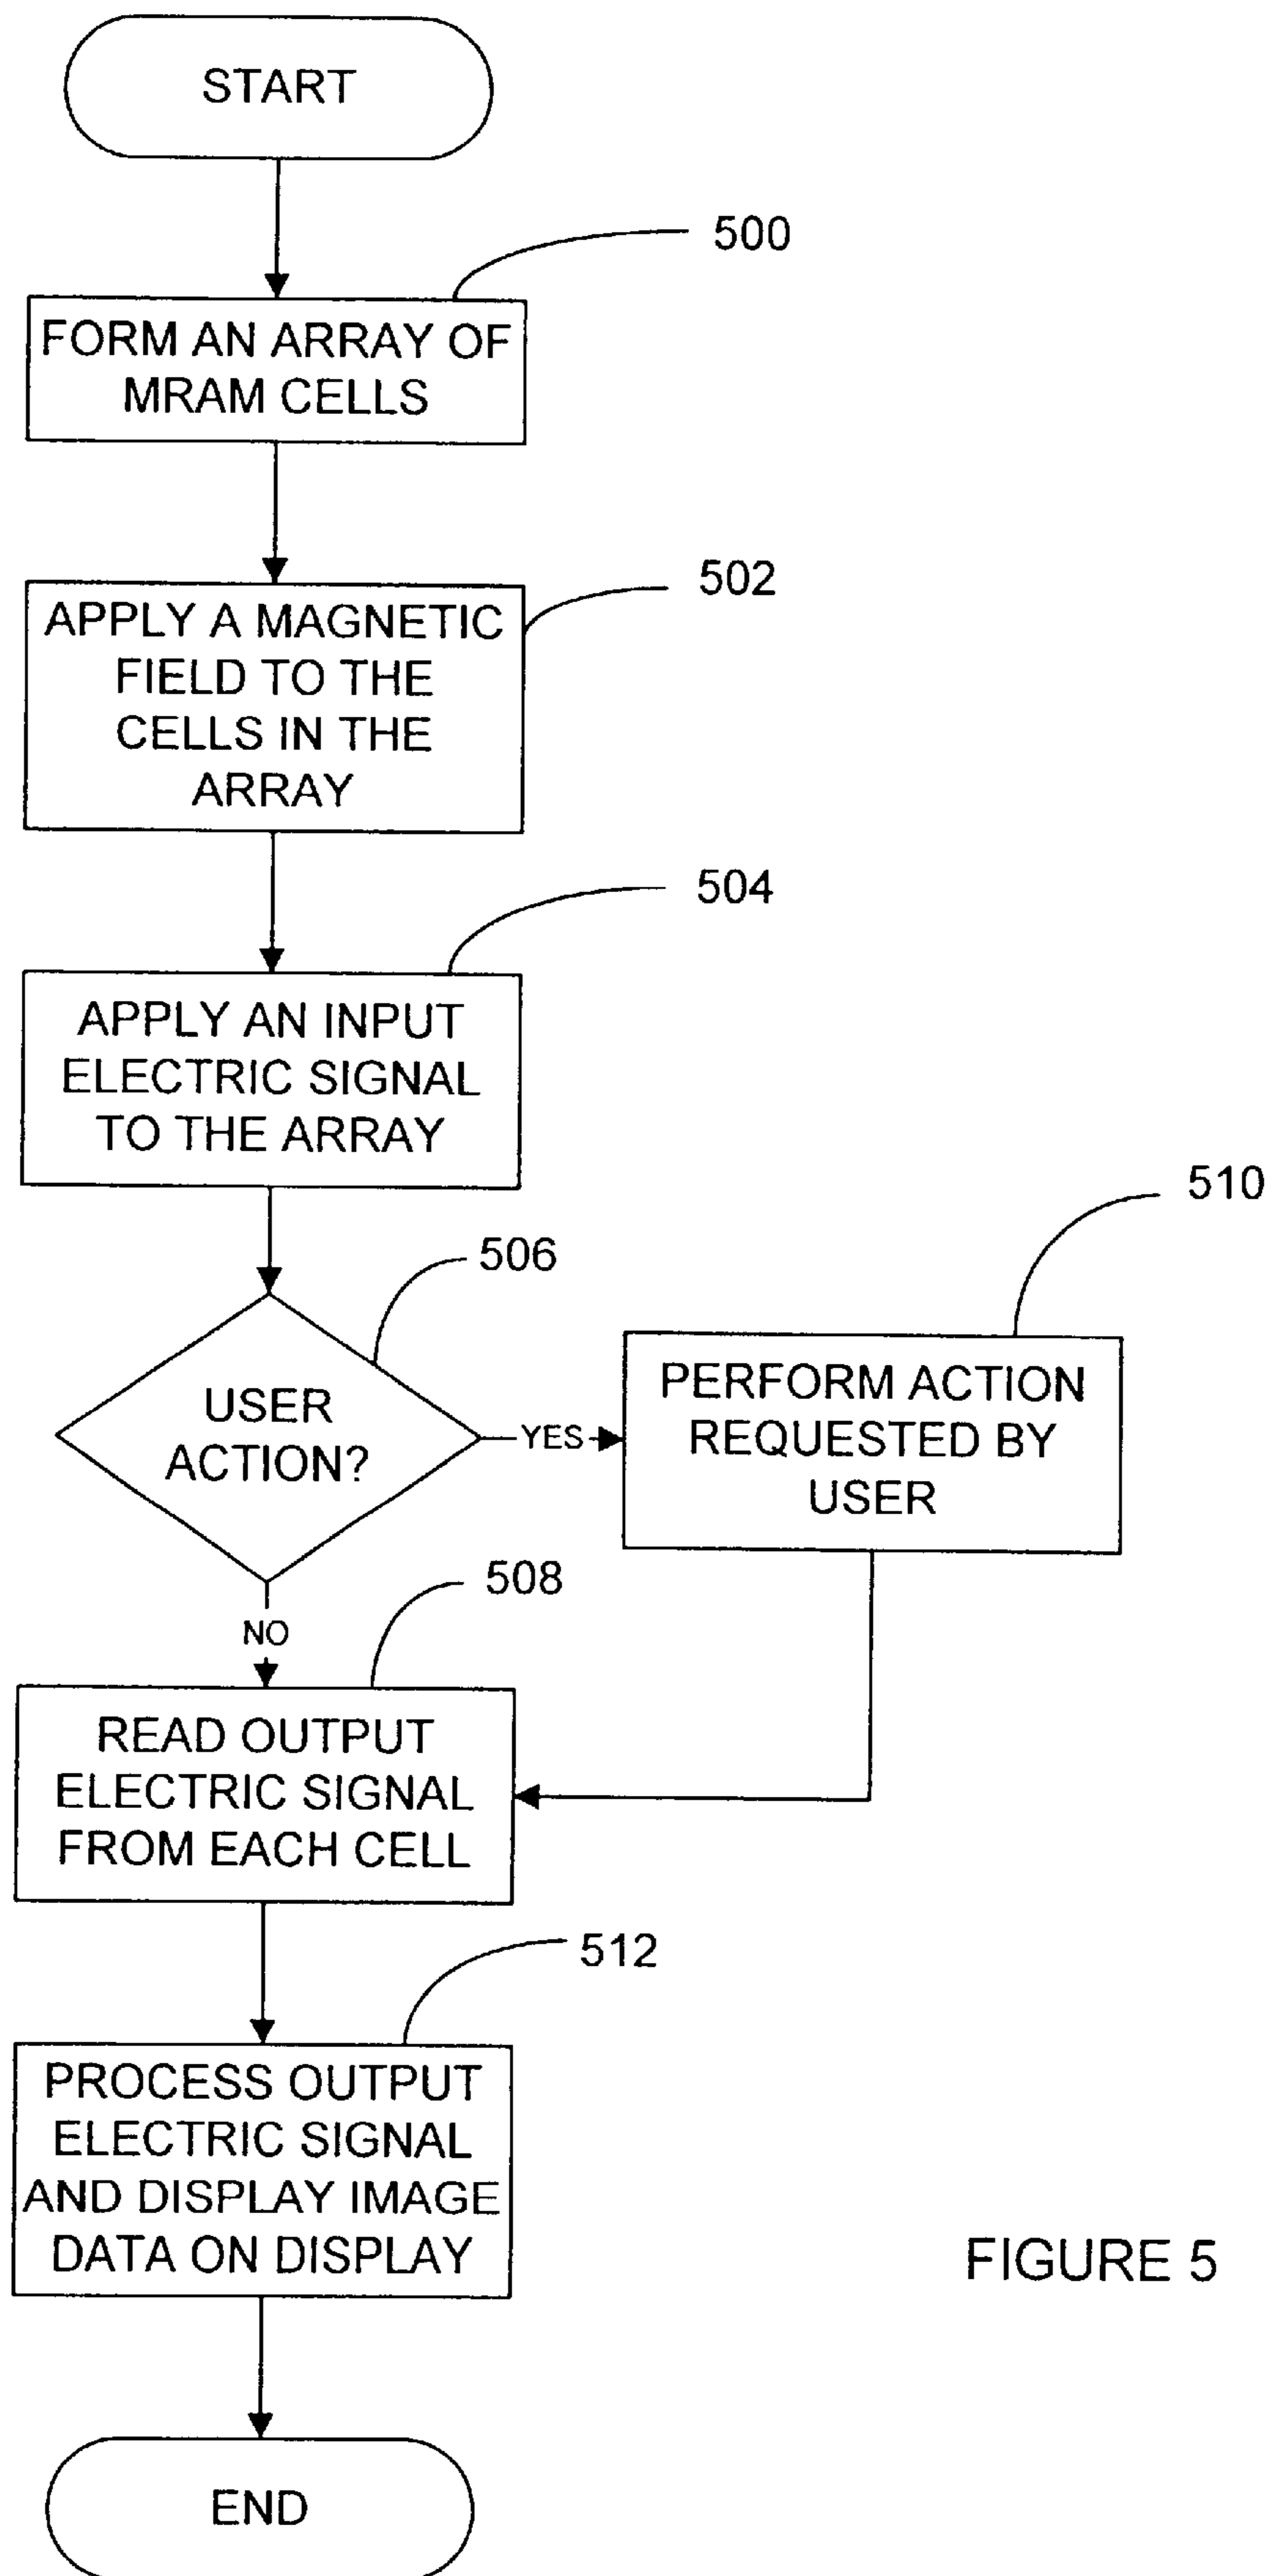 START
500
FORM AN ARRAY OF
MRAM CELLS
502
APPLY A MAGNETIC
FIELD TO THE
CELLS IN THE
ARRAY
504
APPLY AN INPUT
ELECTRIC SIGNAL
TO THE ARRAY
506
USER
ACTION?
YES
510
PERFORM ACTION
REQUESTED BY
USER
NO
508
READ OUTPUT
ELECTRIC SIGNAL
FROM EACH CELL
512
PROCESS OUTPUT
ELECTRIC SIGNAL
AND DISPLAY IMAGE
DATA ON DISPLAY
FIGURE 5
END